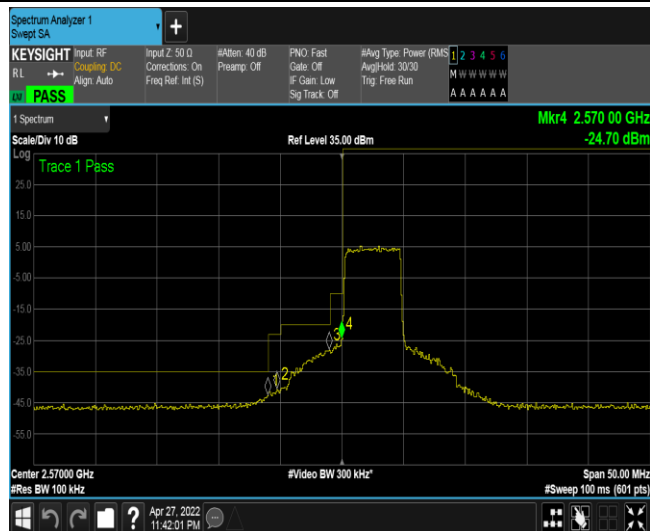 Spectrum Analyzer 1
Swept SA
+
KEYSIGHT Input: RF Input Z: 50 Ω #Atten: 40 dB PNO: Fast #Avg Type: Power (RMS 1 2 3 4 5 6
RL Coupling: DC Corrections: On Preamp: Off Gate: Off Avg|Hold: 30/30 M W W W W W
Align: Auto Freq Ref: Int (S) IF Gain: Low Trig: Free Run
Sig Track: Off A A A A A A
LV PASS
1 Spectrum Mkr4 2.570 00 GHz
Scale/Div 10 dB Ref Level 35.00 dBm -24.70 dBm
Log
Trace 1 Pass
25.0
15.0
5.00
-5.00
-15.0
-25.0
3 4
-35.0
1 2
-45.0
-55.0
Center 2.57000 GHz #Video BW 300 kHz* Span 50.00 MHz
#Res BW 100 kHz #Sweep 100 ms (601 pts)
? Apr 27, 2022
11:42:01 PM